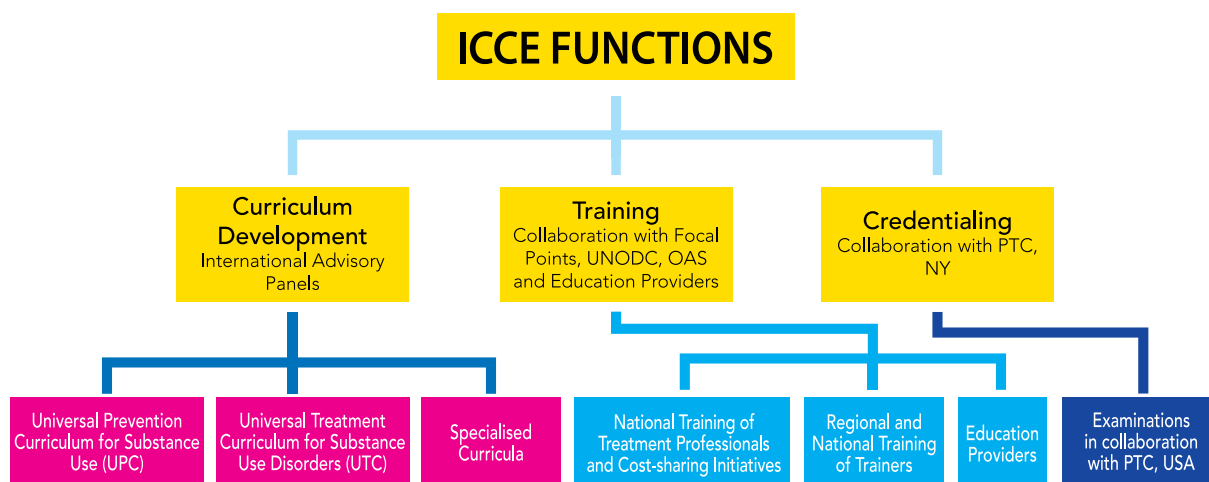 ICCE FUNCTIONS
Curriculum
Development
International Advisory
Panels
Training
Collaboration with Focal
Points, UNODC, OAS
and Education Providers
Credentialing
Collaboration with PTC,
NY
Universal Prevention
Curriculum for Substance
Use (UPC)
Universal Treatment
Curriculum for Substance
Use Disorders (UTC)
Specialised
Curricula
National Training of
Treatment Professionals
and Cost-sharing Initiatives
Regional and
National Training
of Trainers
Education
Providers
Examinations
in collaboration
with PTC, USA